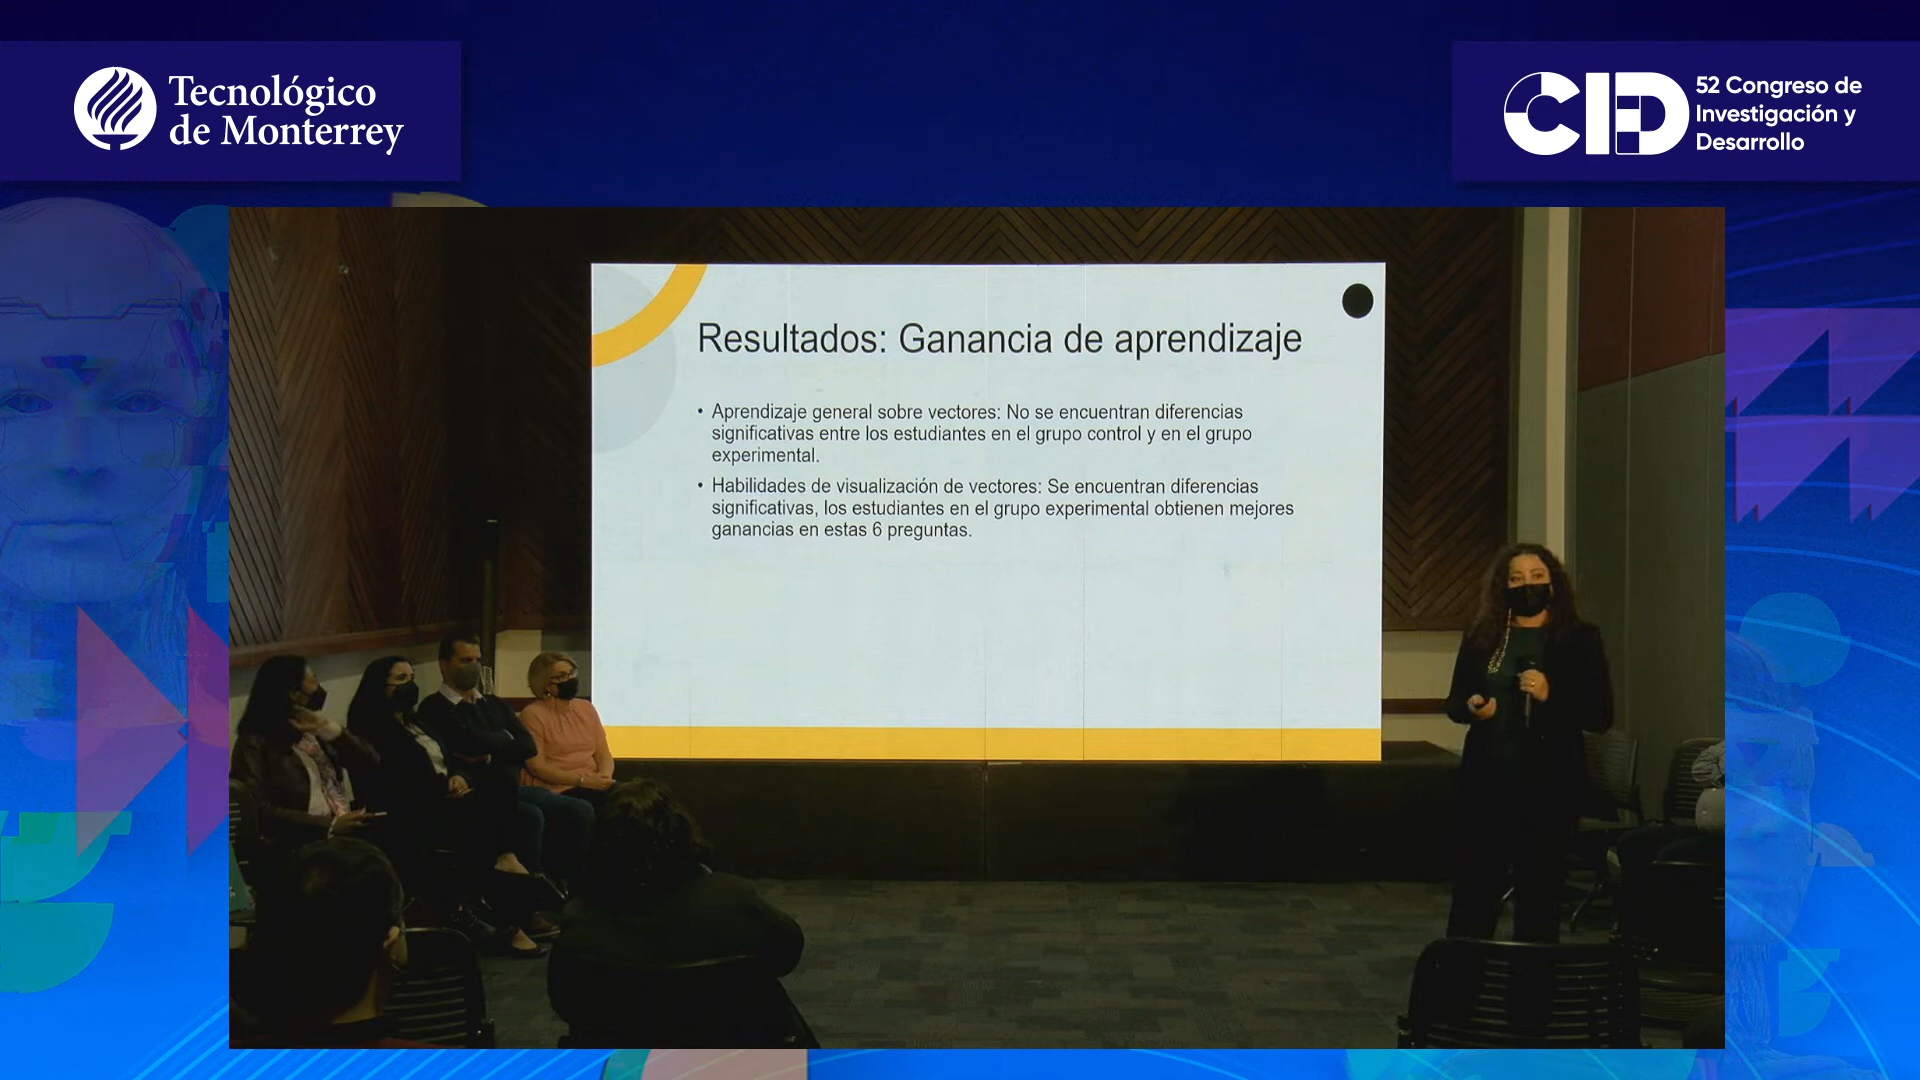 Tecnológico
de Monterrey
CID
52 Congreso de
Investigación y
Desarrollo
Resultados: Ganancia de aprendizaje
• Aprendizaje general sobre vectores: No se encuentran diferencias
significativas entre los estudiantes en el grupo control y en el grupo
experimental.
• Habilidades de visualización de vectores: Se encuentran diferencias
significativas, los estudiantes en el grupo experimental obtienen mejores
ganancias en estas 6 preguntas.